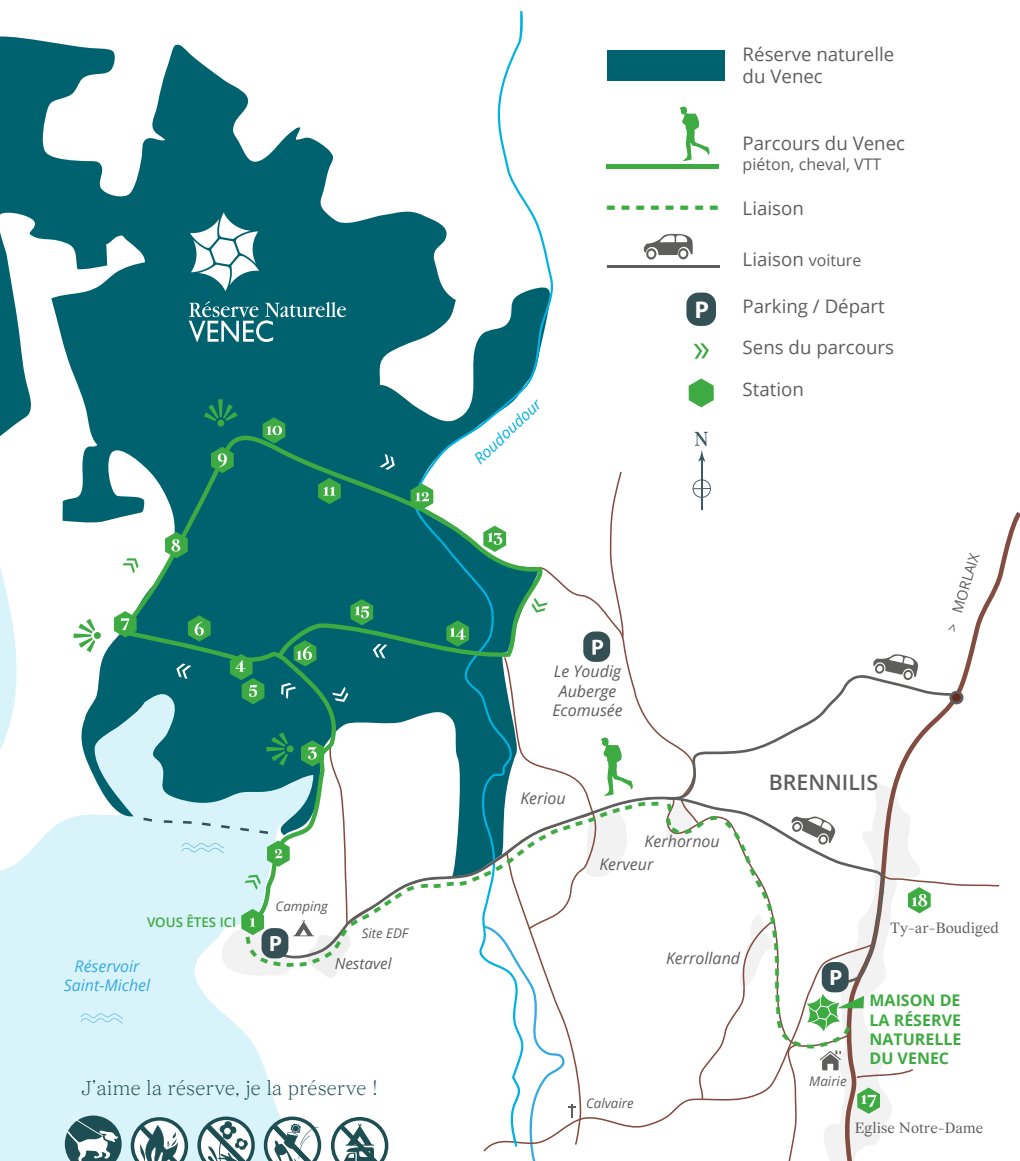 Réserve naturelle
du Venec
Parcours du Venec
piéton, cheval, VTT
Liaison
Liaison voiture
P
Parking / Départ
Sens du parcours
Station
N
Réserve Naturelle
VENEC
Roudoudour
10
9
11
12
13
8
7
6
15
14
4
16
5
3
2
1
VOUS ÊTES ICI
P
Le Youdig
Auberge
Ecomusée
> MORLAIX
BRENNILIS
Keriou
Kerhornou
Kerveur
18
Ty-ar-Boudiged
Camping
P
Site EDF
Nestavel
Kerrolland
Réservoir
Saint-Michel
P
MAISON DE
LA RÉSERVE
NATURELLE
DU VENEC
Mairie
17
Eglise Notre-Dame
Calvaire
J’aime la réserve, je la préserve !